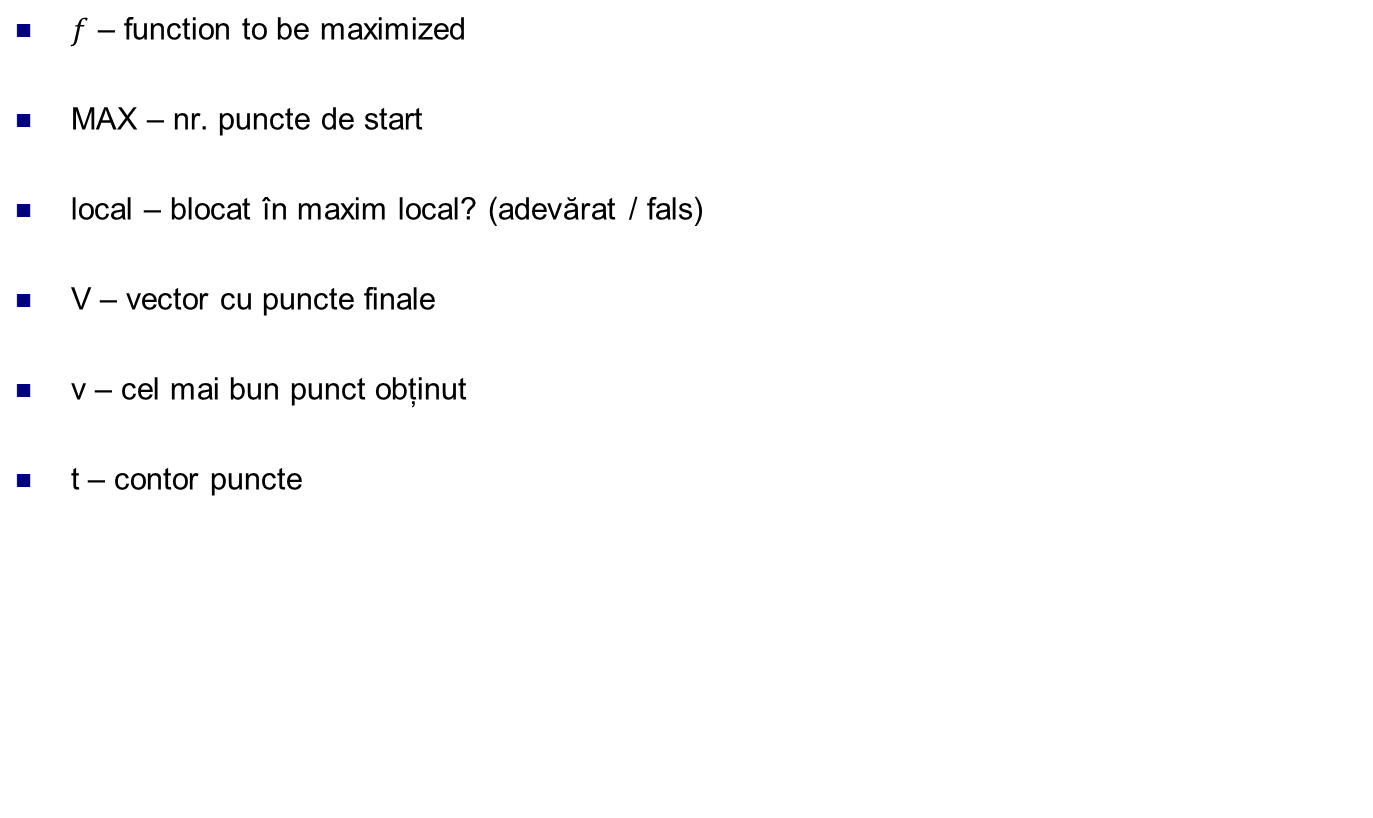 ▪ f – function to be maximized
▪ MAX – nr. puncte de start
▪ local – blocat în maxim local? (adevărat / fals)
▪ V – vector cu puncte finale
▪ v – cel mai bun punct obținut
▪ t – contor puncte